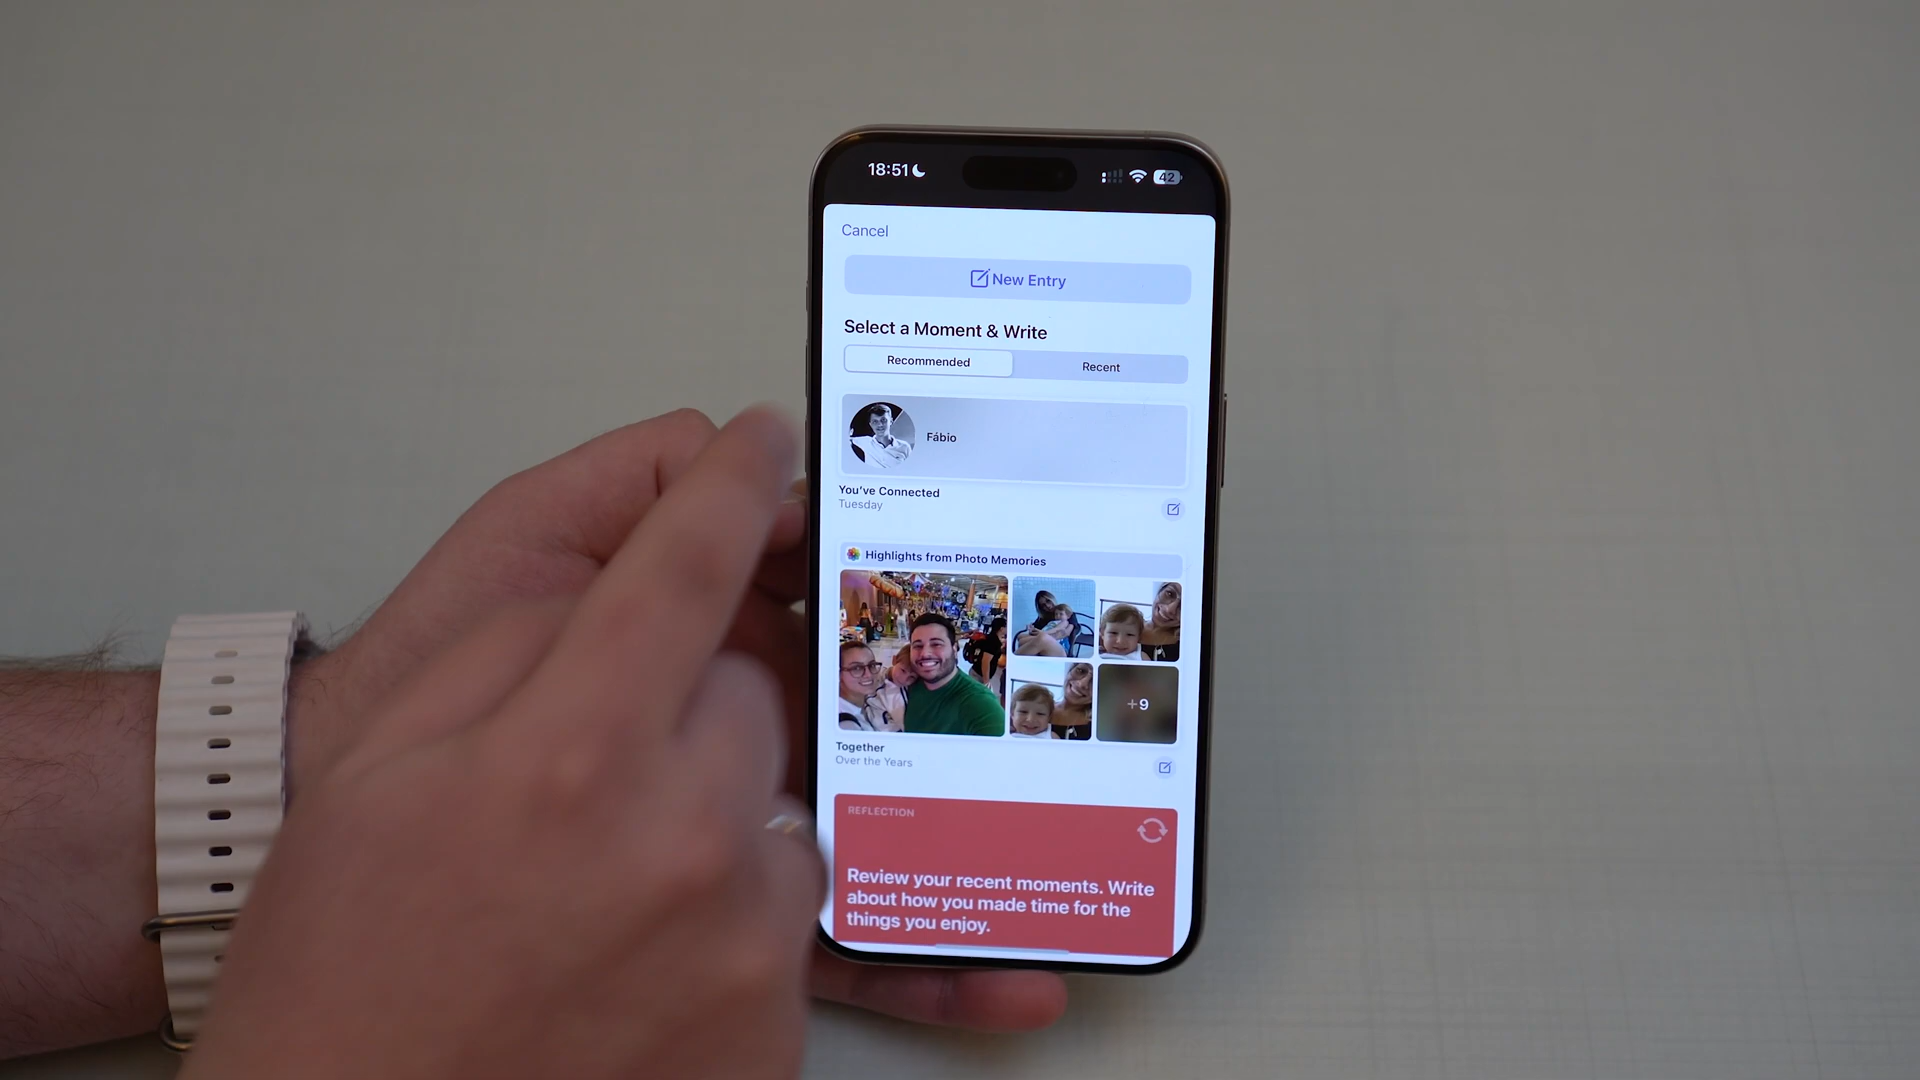 18:51
42
Cancel
New Entry
Select a Moment & Write
Recommended
Recent
Fábio
You've Connected
Tuesday
Highlights from Photo Memories
+9
Together
Over the Years
REFLECTION
Review your recent moments. Write
about how you made time for the
things you enjoy.